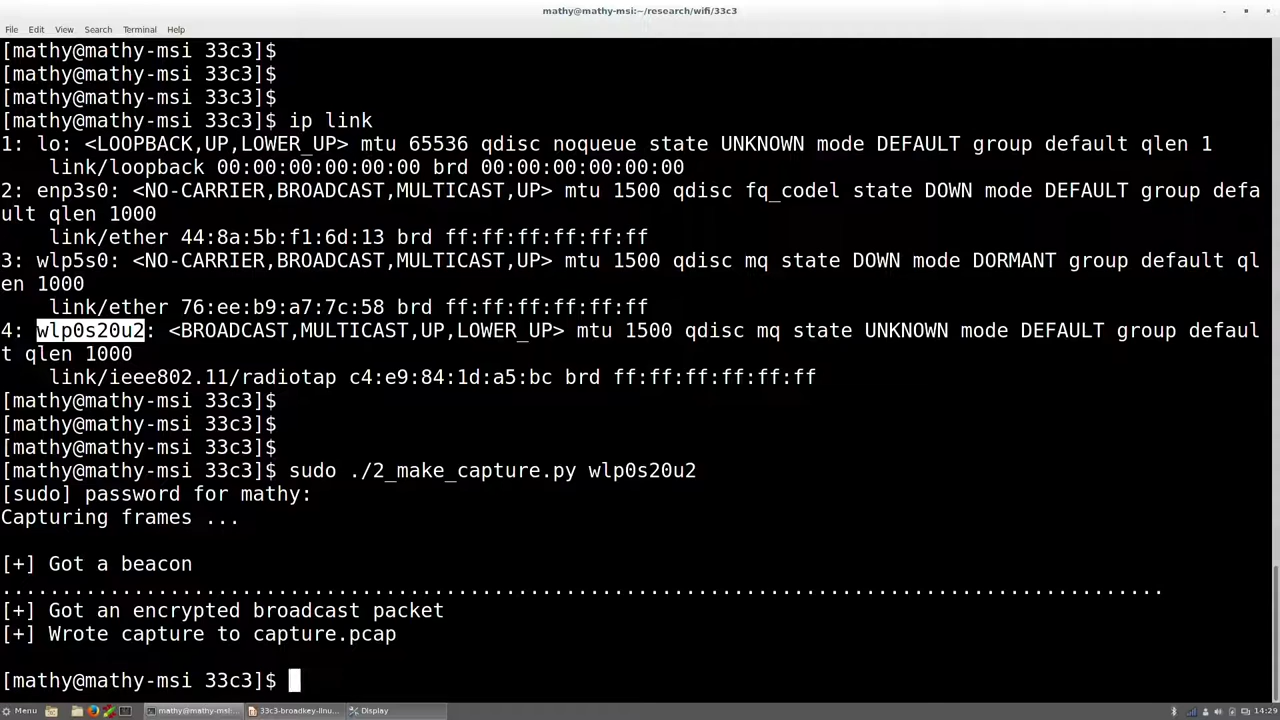 mathy@mathy-msi:~/research/wifi/33c3
File Edit View Search Terminal Help
[mathy@mathy-msi 33c3]$
[mathy@mathy-msi 33c3]$
[mathy@mathy-msi 33c3]$
[mathy@mathy-msi 33c3]$ ip link
1: lo: <LOOPBACK,UP,LOWER_UP> mtu 65536 qdisc noqueue state UNKNOWN mode DEFAULT group default qlen 1
    link/loopback 00:00:00:00:00:00 brd 00:00:00:00:00:00
2: enp3s0: <NO-CARRIER,BROADCAST,MULTICAST,UP> mtu 1500 qdisc fq_codel state DOWN mode DEFAULT group defa
ult qlen 1000
    link/ether 44:8a:5b:f1:6d:13 brd ff:ff:ff:ff:ff:ff
3: wlp5s0: <NO-CARRIER,BROADCAST,MULTICAST,UP> mtu 1500 qdisc mq state DOWN mode DORMANT group default ql
en 1000
    link/ether 76:ee:b9:a7:7c:58 brd ff:ff:ff:ff:ff:ff
4: wlp0s20u2: <BROADCAST,MULTICAST,UP,LOWER_UP> mtu 1500 qdisc mq state UNKNOWN mode DEFAULT group defaul
t qlen 1000
    link/ieee802.11/radiotap c4:e9:84:1d:a5:bc brd ff:ff:ff:ff:ff:ff
[mathy@mathy-msi 33c3]$
[mathy@mathy-msi 33c3]$
[mathy@mathy-msi 33c3]$
[mathy@mathy-msi 33c3]$ sudo ./2_make_capture.py wlp0s20u2
[sudo] password for mathy:
Capturing frames ...
[+] Got a beacon
.................................................................................................
[+] Got an encrypted broadcast packet
[+] Wrote capture to capture.pcap
[mathy@mathy-msi 33c3]$
Menu mathy@mathy-msi:... 33c3-broadkey-linu... Display 14:29